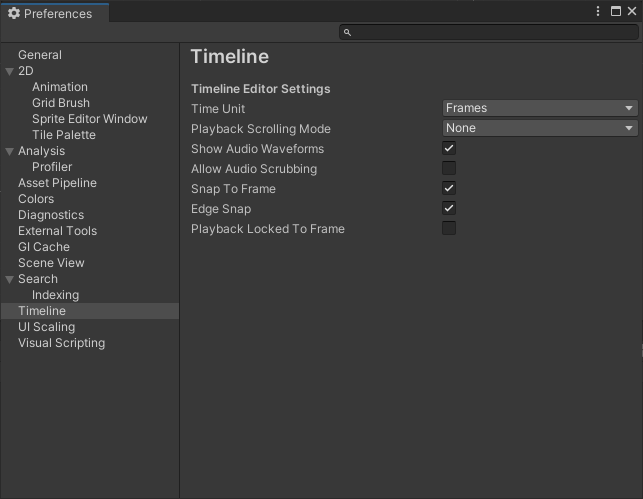 Preferences
General
2D
Animation
Grid Brush
Sprite Editor Window
Tile Palette
Analysis
Profiler
Asset Pipeline
Colors
Diagnostics
External Tools
GI Cache
Scene View
Search
Indexing
Timeline
UI Scaling
Visual Scripting
Timeline
Timeline Editor Settings
Time Unit Frames
Playback Scrolling Mode None
Show Audio Waveforms
Allow Audio Scrubbing
Snap To Frame
Edge Snap
Playback Locked To Frame